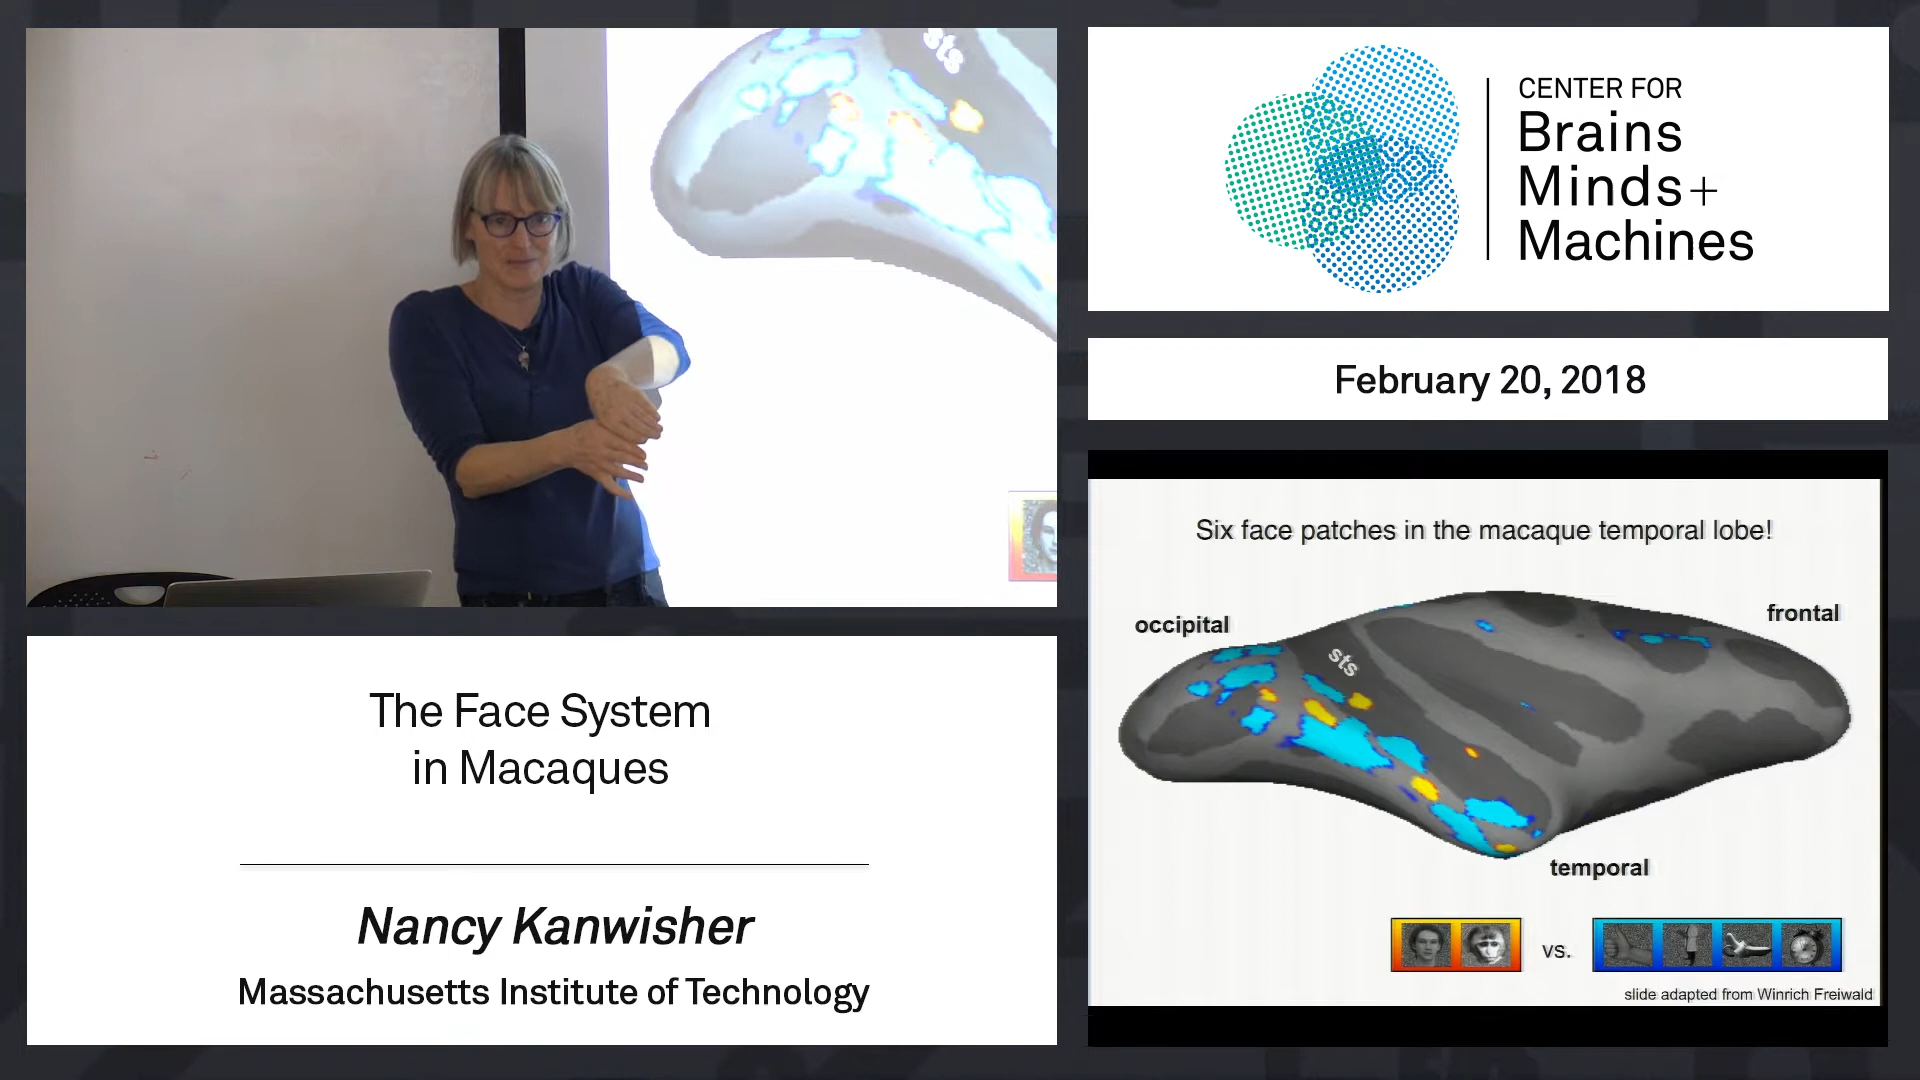 sts
CENTER FOR
Brains
Minds+
Machines
February 20, 2018
The Face System
in Macaques
Nancy Kanwisher
Massachusetts Institute of Technology
Six face patches in the macaque temporal lobe!
occipital
frontal
sts
temporal
vs.
slide adapted from Winrich Freiwald